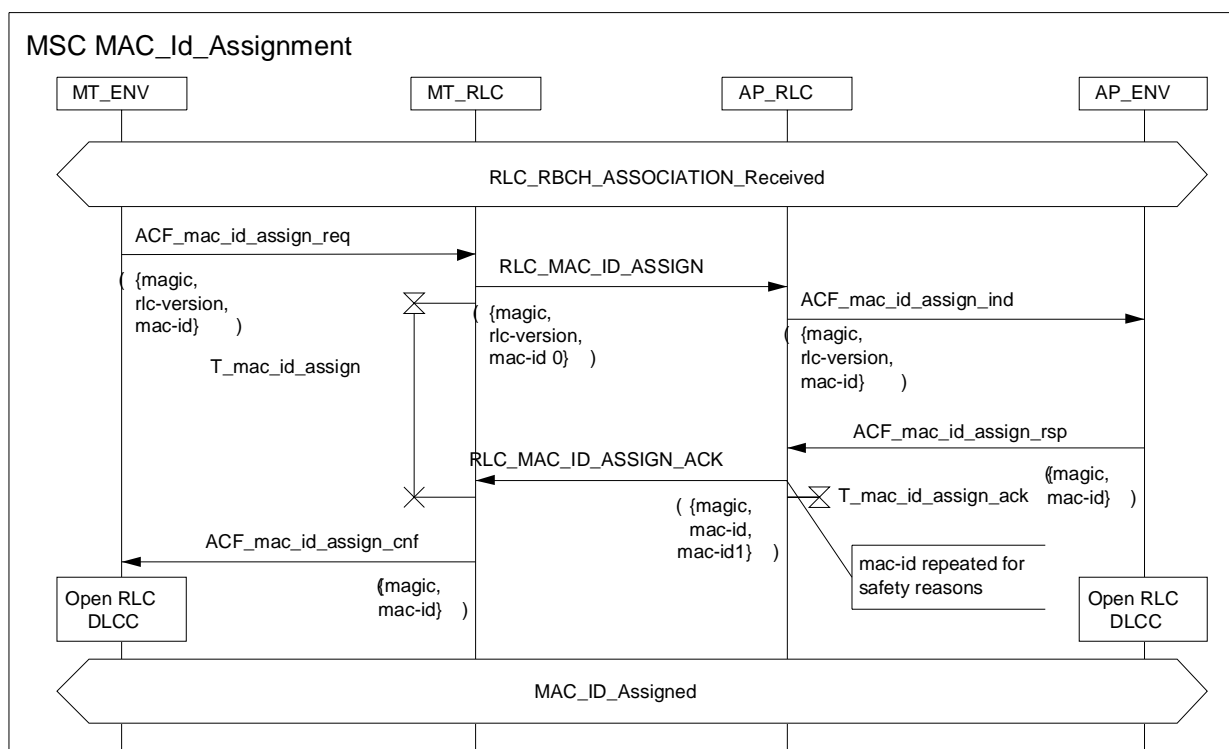 MSC MAC_Id_Assignment
MT_ENV
MT_RLC
AP_RLC
AP_ENV
RLC_RBCH_ASSOCIATION_Received
ACF_mac_id_assign_req
( {magic,
rlc-version,
mac-id} )
RLC_MAC_ID_ASSIGN
( {magic,
rlc-version,
mac-id 0} )
ACF_mac_id_assign_ind
( {magic,
rlc-version,
mac-id} )
T_mac_id_assign
ACF_mac_id_assign_rsp
({magic,
mac-id} )
RLC_MAC_ID_ASSIGN_ACK
( {magic,
mac-id,
mac-id1} )
T_mac_id_assign_ack
mac-id repeated for
safety reasons
ACF_mac_id_assign_cnf
({magic,
mac-id} )
Open RLC
DLCC
Open RLC
DLCC
MAC_ID_Assigned